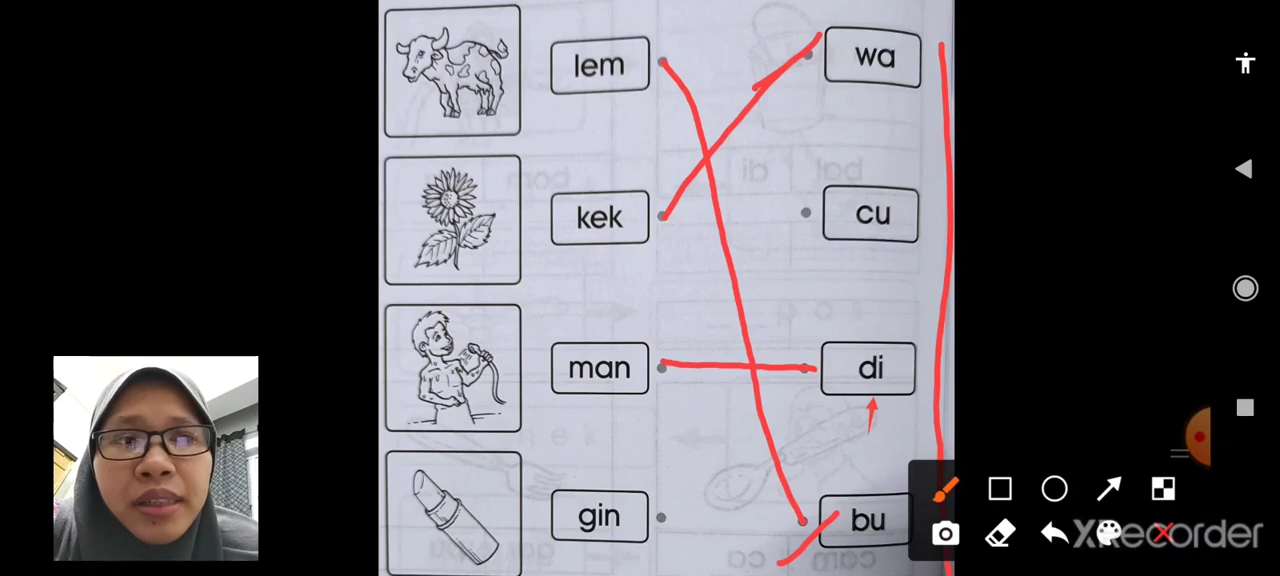 lem wa
kek cu
man di
gin bu
XRecorder